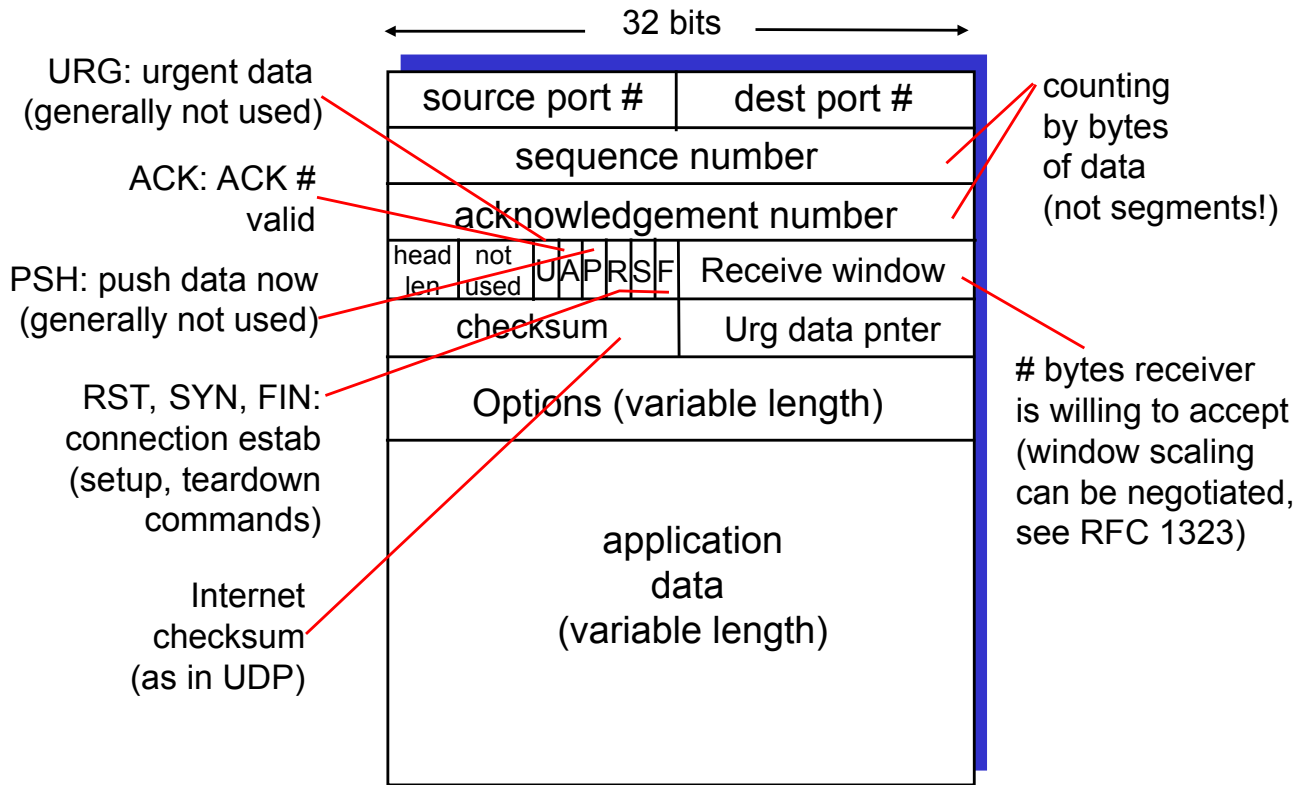 32 bits
URG: urgent data
(generally not used)
ACK: ACK #
valid
PSH: push data now
(generally not used)
RST, SYN, FIN:
connection estab
(setup, teardown
commands)
Internet
checksum
(as in UDP)
source port #
dest port #
sequence number
acknowledgement number
head
len
not
used
U
A
P
R
S
F
Receive window
checksum
Urg data pnter
Options (variable length)
application
data
(variable length)
counting
by bytes
of data
(not segments!)
# bytes receiver
is willing to accept
(window scaling
can be negotiated,
see RFC 1323)